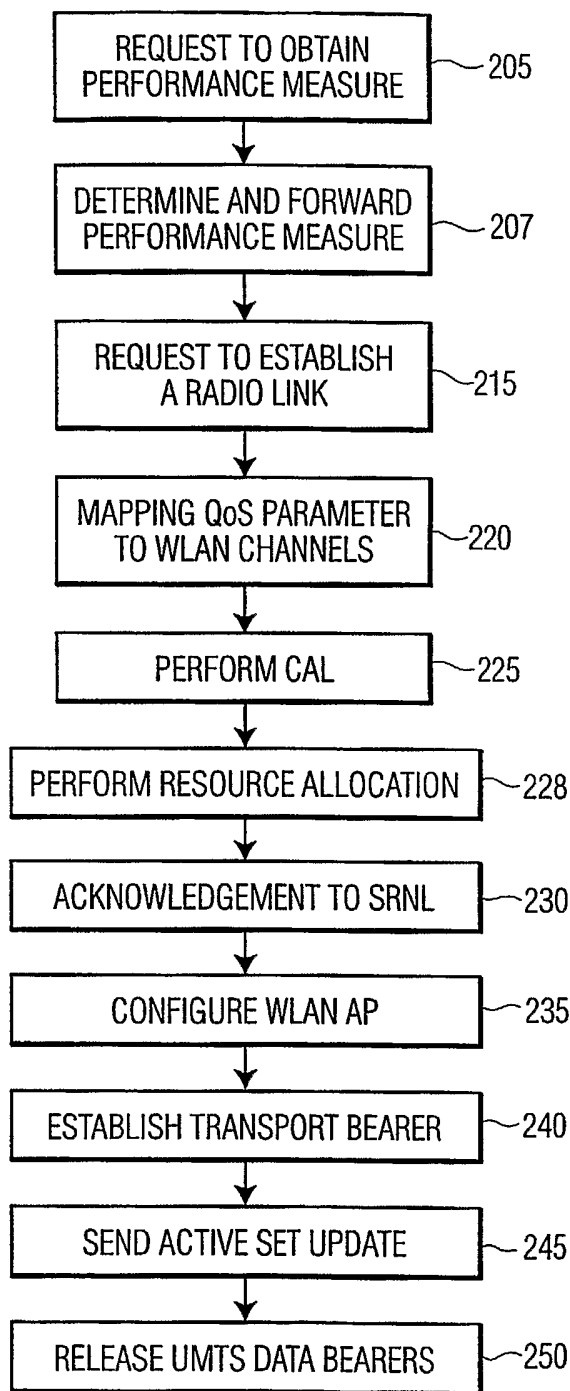 REQUEST TO OBTAIN
PERFORMANCE MEASURE
205
DETERMINE AND FORWARD
PERFORMANCE MEASURE
207
REQUEST TO ESTABLISH
A RADIO LINK
215
MAPPING QoS PARAMETER
TO WLAN CHANNELS
220
PERFORM CAL
225
PERFORM RESOURCE ALLOCATION
228
ACKNOWLEDGEMENT TO SRNL
230
CONFIGURE WLAN AP
235
ESTABLISH TRANSPORT BEARER
240
SEND ACTIVE SET UPDATE
245
RELEASE UMTS DATA BEARERS
250